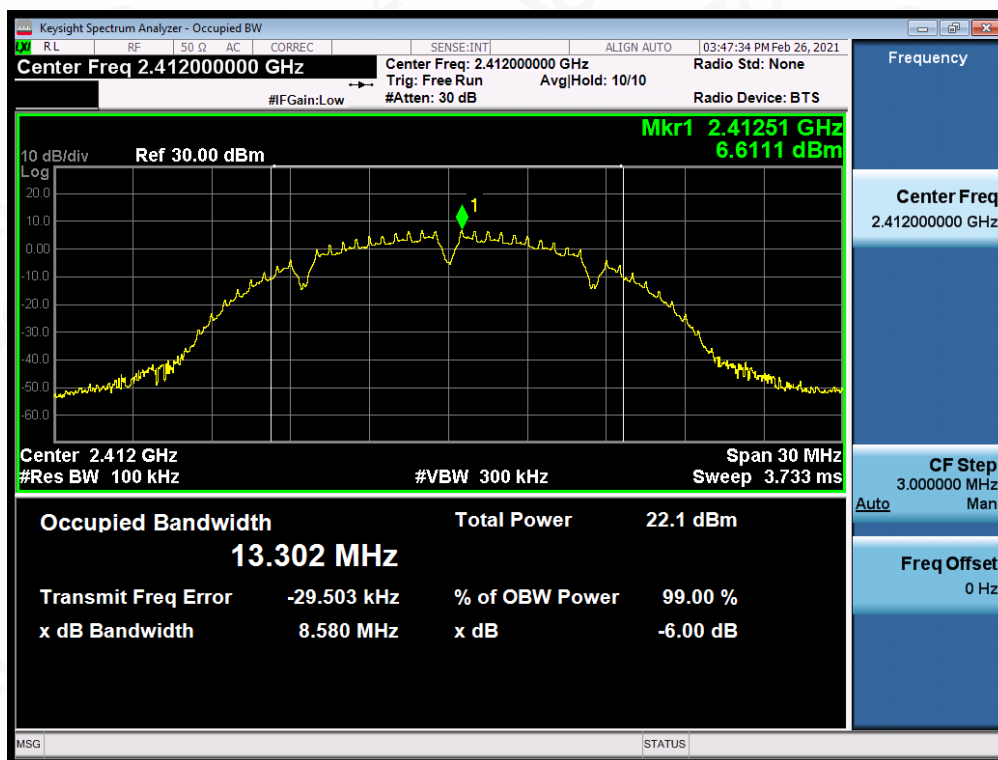 Keysight Spectrum Analyzer - Occupied BW
LXI RL RF 50 Ω AC CORREC SENSE:INT ALIGN AUTO 03:47:34 PM Feb 26, 2021
Center Freq 2.412000000 GHz
Center Freq: 2.412000000 GHz Radio Std: None
Trig: Free Run Avg|Hold: 10/10
#IFGain:Low #Atten: 30 dB Radio Device: BTS
Mkr1 2.41251 GHz
6.6111 dBm
10 dB/div Ref 30.00 dBm
Log
20.0
10.0
0.00
-10.0
-20.0
-30.0
-40.0
-50.0
-60.0
1
Center 2.412 GHz Span 30 MHz
#Res BW 100 kHz #VBW 300 kHz Sweep 3.733 ms
Occupied Bandwidth Total Power 22.1 dBm
13.302 MHz
Transmit Freq Error -29.503 kHz % of OBW Power 99.00 %
x dB Bandwidth 8.580 MHz x dB -6.00 dB
MSG STATUS
Frequency
Center Freq
2.412000000 GHz
CF Step
3.000000 MHz
Auto Man
Freq Offset
0 Hz